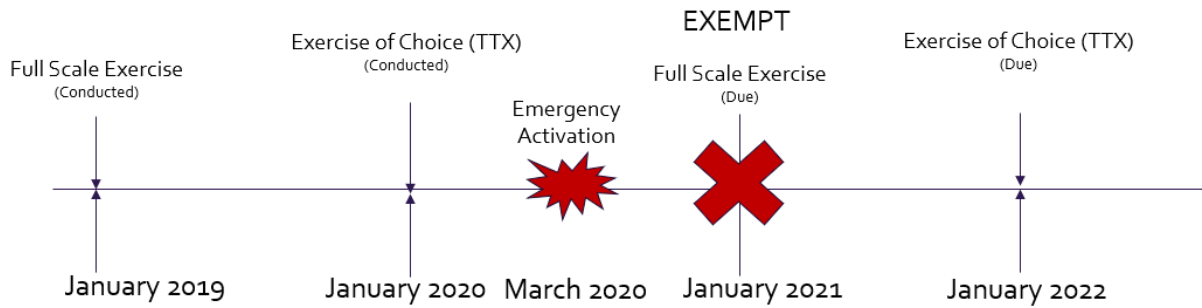 EXEMPT
Full Scale Exercise
(Conducted)
Exercise of Choice (TTX)
(Conducted)
Emergency
Activation
Full Scale Exercise
(Due)
Exercise of Choice (TTX)
(Due)
January 2019
January 2020
March 2020
January 2021
January 2022